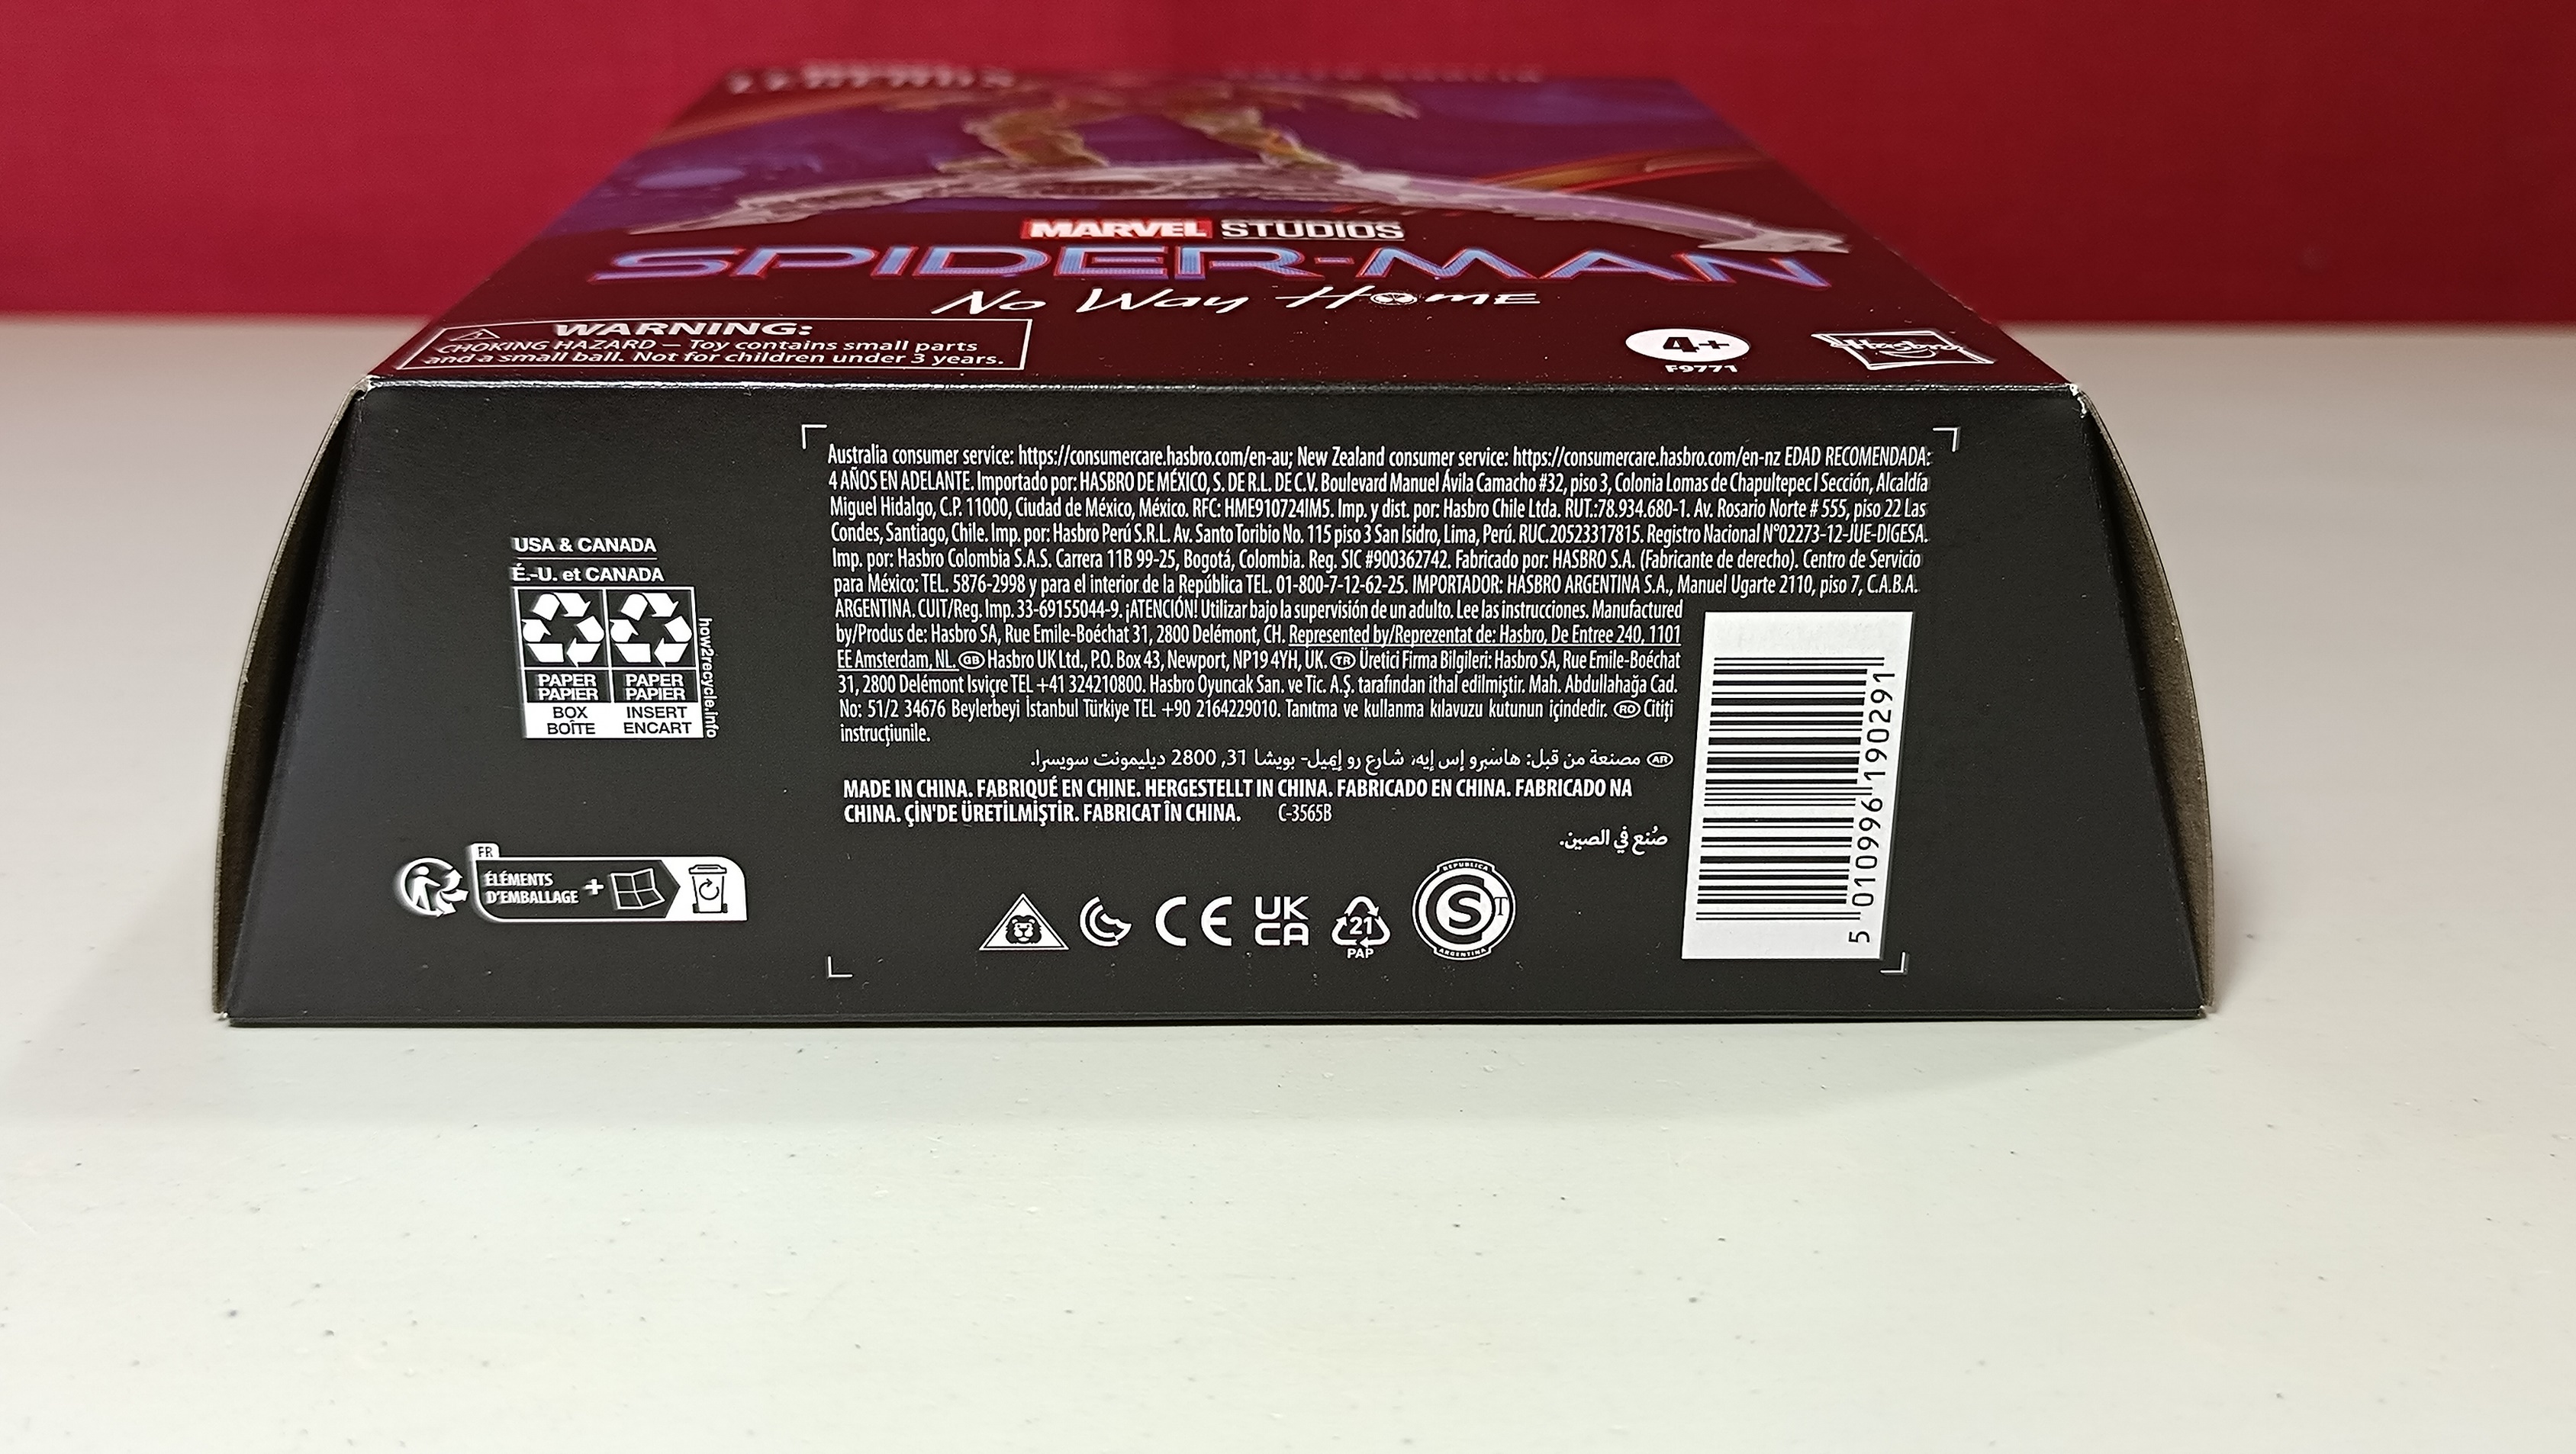 MARVEL STUDIOS
SPIDER-MAN
No Way Home
WARNING:
CHOKING HAZARD — Toy contains small parts
and a small ball. Not for children under 3 years.
4+
F9771
Hasbro
Australia consumer service: https://consumercare.hasbro.com/en-au; New Zealand consumer service: https://consumercare.hasbro.com/en-nz EDAD RECOMENDADA:
4 AÑOS EN ADELANTE. Importado por: HASBRO DE MÉXICO, S. DE R.L. DE C.V. Boulevard Manuel Ávila Camacho #32, piso 3, Colonia Lomas de Chapultepec I Sección, Alcaldía
Miguel Hidalgo, C.P. 11000, Ciudad de México, México. RFC: HME910724IM5. Imp. y dist. por: Hasbro Chile Ltda. RUT.:78.934.680-1. Av. Rosario Norte # 555, piso 22 Las
Condes, Santiago, Chile. Imp. por: Hasbro Perú S.R.L. Av. Santo Toribio No. 115 piso 3 San Isidro, Lima, Perú. RUC.20523317815. Registro Nacional N°02273-12-JUE-DIGESA.
Imp. por: Hasbro Colombia S.A.S. Carrera 11B 99-25, Bogotá, Colombia. Reg. SIC #900362742. Fabricado por: HASBRO S.A. (Fabricante de derecho). Centro de Servicio
para México: TEL. 5876-2998 y para el interior de la República TEL. 01-800-7-12-62-25. IMPORTADOR: HASBRO ARGENTINA S.A., Manuel Ugarte 2110, piso 7, C.A.B.A.
ARGENTINA. CUIT/Reg. Imp. 33-69155044-9. ¡ATENCIÓN! Utilizar bajo la supervisión de un adulto. Lee las instrucciones. Manufactured
by/Produs de: Hasbro SA, Rue Emile-Boéchat 31, 2800 Delémont, CH. Represented by/Reprezentat de: Hasbro, De Entree 240, 1101
EE Amsterdam, NL. GB Hasbro UK Ltd., P.O. Box 43, Newport, NP19 4YH, UK. TR Üretici Firma Bilgileri: Hasbro SA, Rue Emile-Boéchat
31, 2800 Delémont Isviçre TEL +41 324210800. Hasbro Oyuncak San. ve Tic. A.Ş. tarafından ithal edilmiştir. Mah. Abdullahağa Cad.
No: 51/2 34676 Beylerbeyi İstanbul Türkiye TEL +90 2164229010. Tanıtma ve kullanma kılavuzu kutunun içindedir. RO Citiți
instrucțiunile.
AR مصنعة من قبل: هاسبرو إس إيه، شارع رو إيميل- بويشا 31, 2800 ديليمونت سويسرا.
MADE IN CHINA. FABRIQUÉ EN CHINE. HERGESTELLT IN CHINA. FABRICADO EN CHINA. FABRICADO NA
CHINA. ÇİN'DE ÜRETİLMİŞTİR. FABRICAT ÎN CHINA. C-3565B
صُنع في الصين.
USA & CANADA
É.-U. et CANADA
PAPER PAPER
PAPIER PAPIER
BOX INSERT
BOÎTE ENCART
how2recycle.info
FR
ÉLÉMENTS
D'EMBALLAGE +
CE
UK
CA
21
PAP
REPUBLICA
S T
ARGENTINA
5 010996 190291